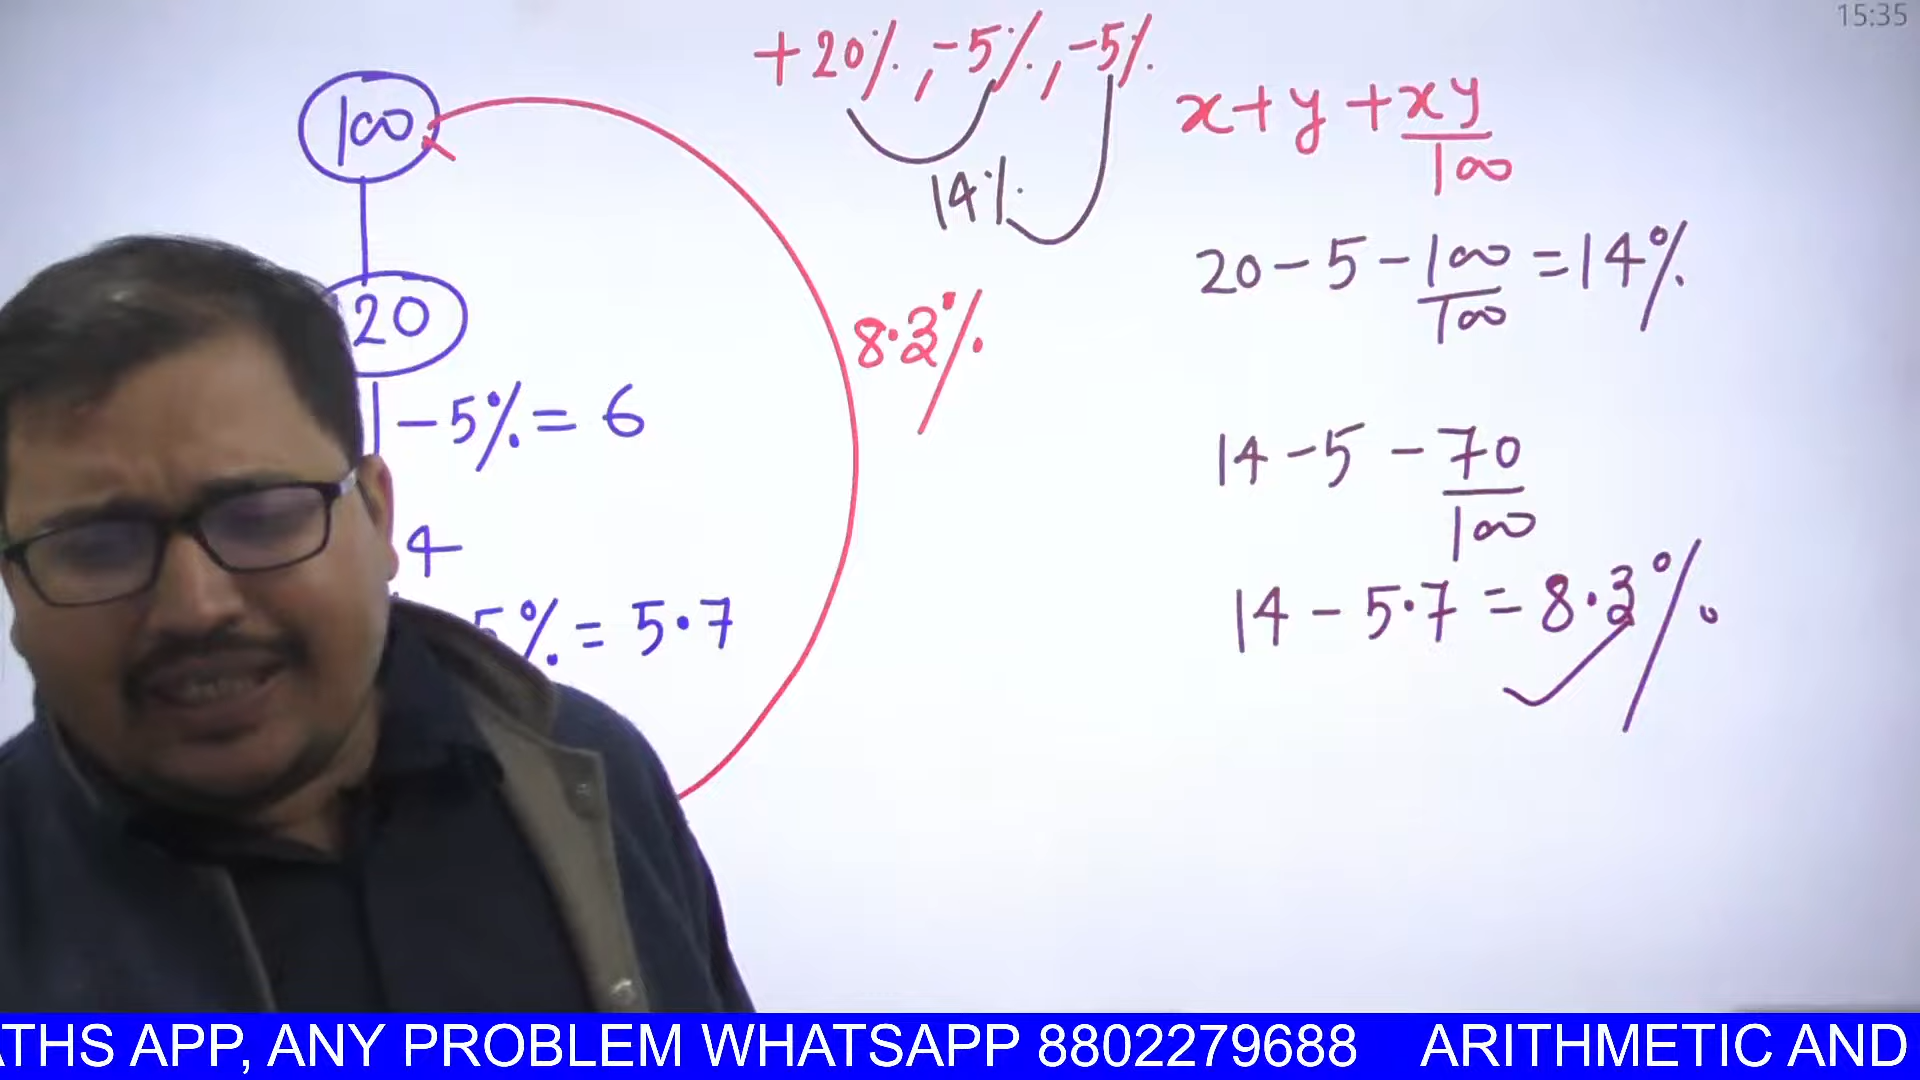 15:35
+20%, -5%, -5%
14%
x+y+xy/100
100
20
-5% = 6
4
5% = 5.7
8.3%
20-5-100/100=14%
14-5-70/100
14-5.7=8.3%
THS APP, ANY PROBLEM WHATSAPP 8802279688 ARITHMETIC AND